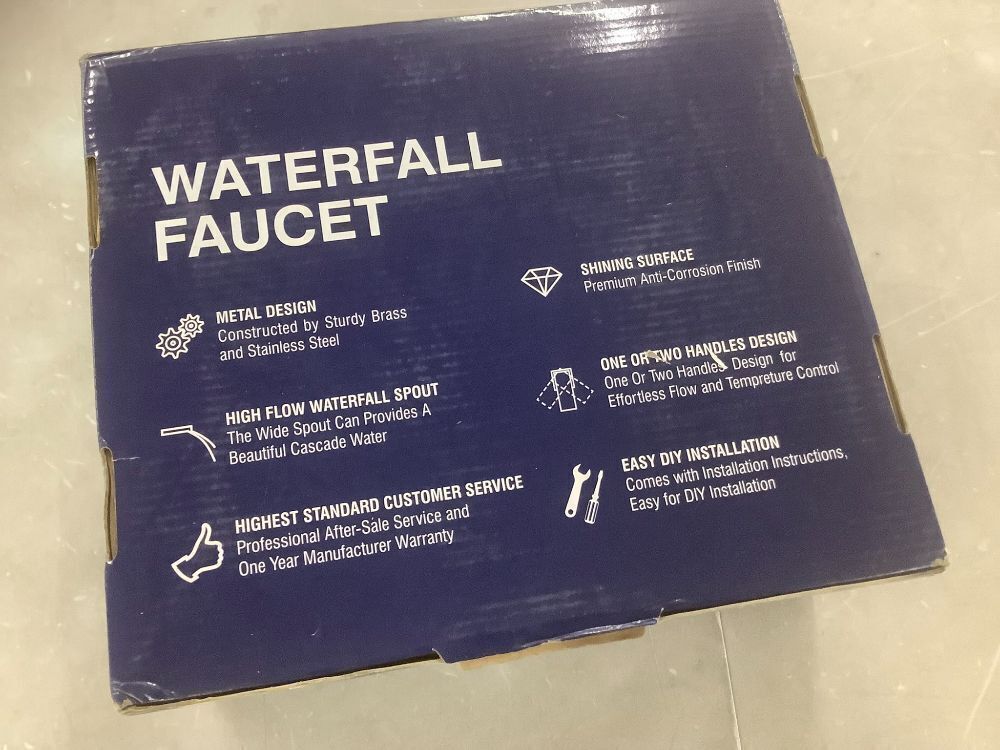 WATERFALL
FAUCET
METAL DESIGN
Constructed by Sturdy Brass
and Stainless Steel
HIGH FLOW WATERFALL SPOUT
The Wide Spout Can Provides A
Beautiful Cascade Water
HIGHEST STANDARD CUSTOMER SERVICE
Professional After-Sale Service and
One Year Manufacturer Warranty
SHINING SURFACE
Premium Anti-Corrosion Finish
ONE OR TWO HANDLES DESIGN
One Or Two Handles Design for
Effortless Flow and Tempreture Control
EASY DIY INSTALLATION
Comes with Installation Instructions,
Easy for DIY Installation